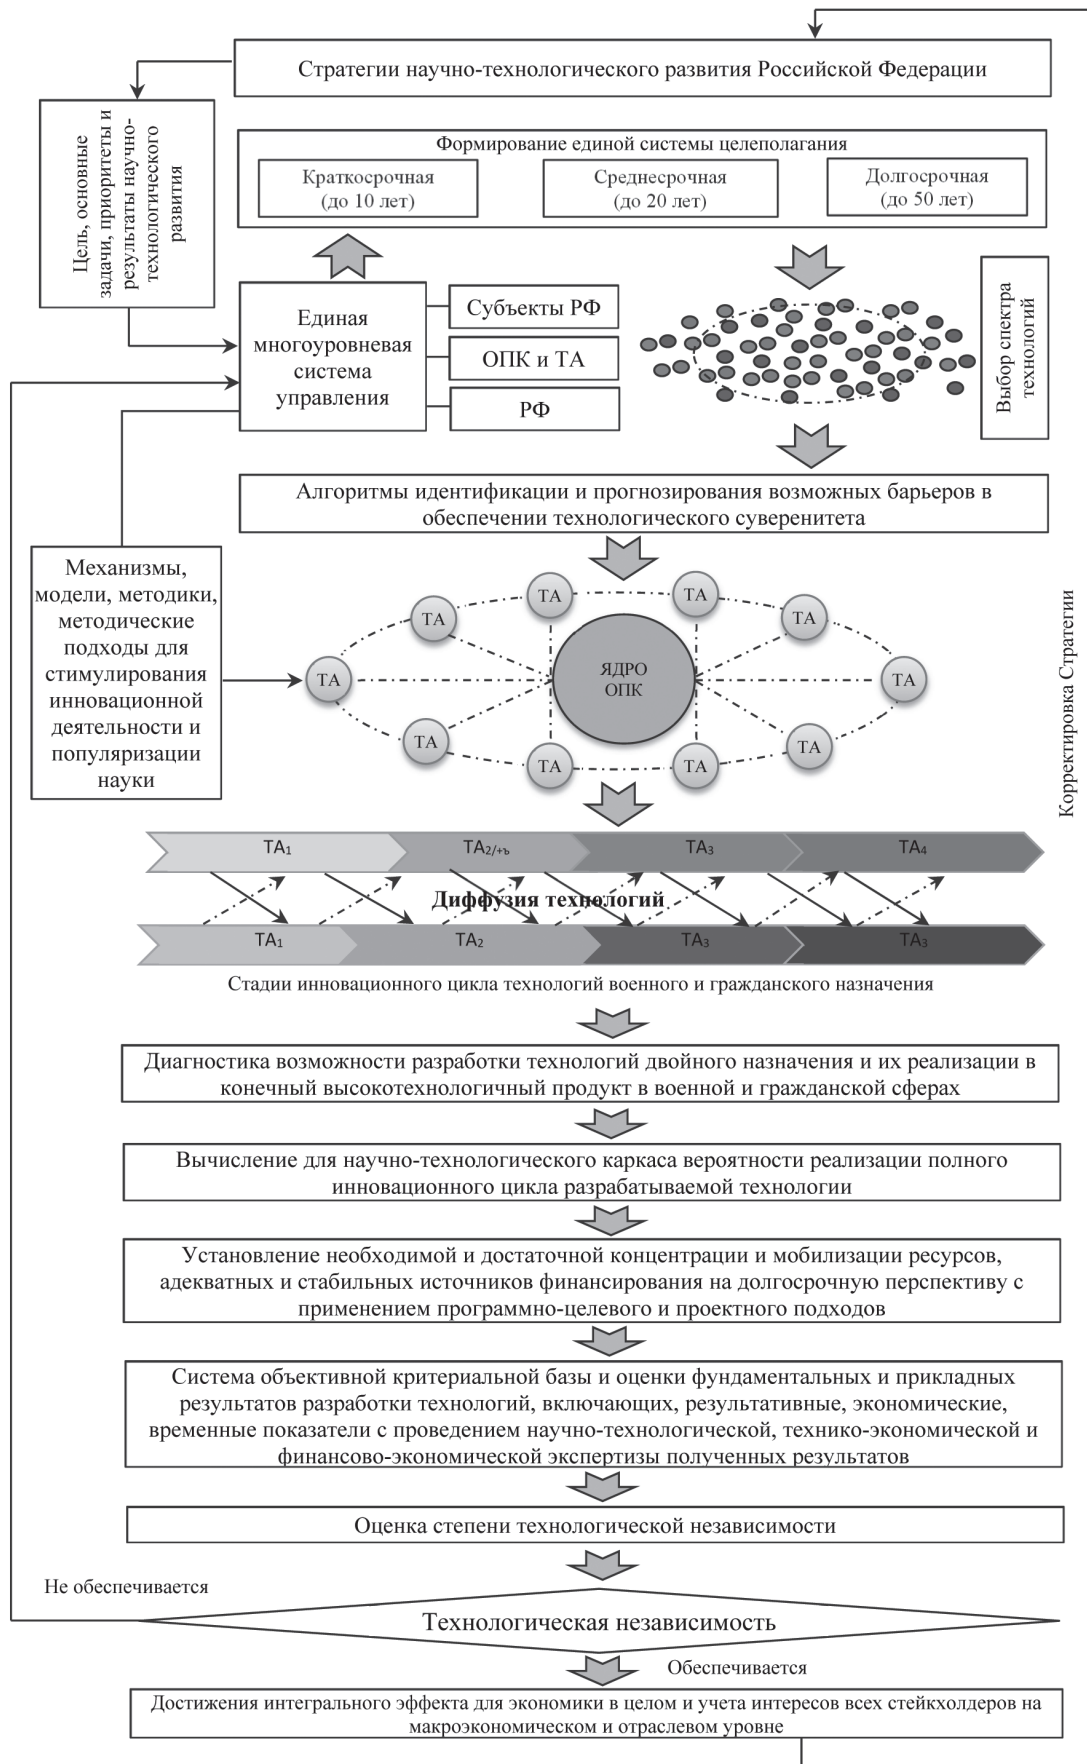 Стратегии научно-технологического развития Российской Федерации
Цель, основные
задачи, приоритеты и
результаты научно-
технологического
развития
Формирование единой системы целеполагания
Краткосрочная
(до 10 лет)
Среднесрочная
(до 20 лет)
Долгосрочная
(до 50 лет)
Единая
многоуровневая
система
управления
Субъекты РФ
ОПК и ТА
РФ
Выбор спектра
технологий
Алгоритмы идентификации и прогнозирования возможных барьеров в
обеспечении технологического суверенитета
Механизмы,
модели, методики,
методические
подходы для
стимулирования
инновационной
деятельности и
популяризации
науки
ТА
ТА
ТА
ТА
ТА
ЯДРО
ОПК
ТА
ТА
ТА
ТА
ТА
Корректировка Стратегии
ТА1
ТА2/+ъ
ТА3
ТА4
Диффузия технологий
ТА1
ТА2
ТА3
ТА3
Стадии инновационного цикла технологий военного и гражданского назначения
Диагностика возможности разработки технологий двойного назначения и их реализации в
конечный высокотехнологичный продукт в военной и гражданской сферах
Вычисление для научно-технологического каркаса вероятности реализации полного
инновационного цикла разрабатываемой технологии
Установление необходимой и достаточной концентрации и мобилизации ресурсов,
адекватных и стабильных источников финансирования на долгосрочную перспективу с
применением программно-целевого и проектного подходов
Система объективной критериальной базы и оценки фундаментальных и прикладных
результатов разработки технологий, включающих, результативные, экономические,
временные показатели с проведением научно-технологической, технико-экономической и
финансово-экономической экспертизы полученных результатов
Оценка степени технологической независимости
Не обеспечивается
Технологическая независимость
Обеспечивается
Достижения интегрального эффекта для экономики в целом и учета интересов всех стейкхолдеров на
макроэкономическом и отраслевом уровне